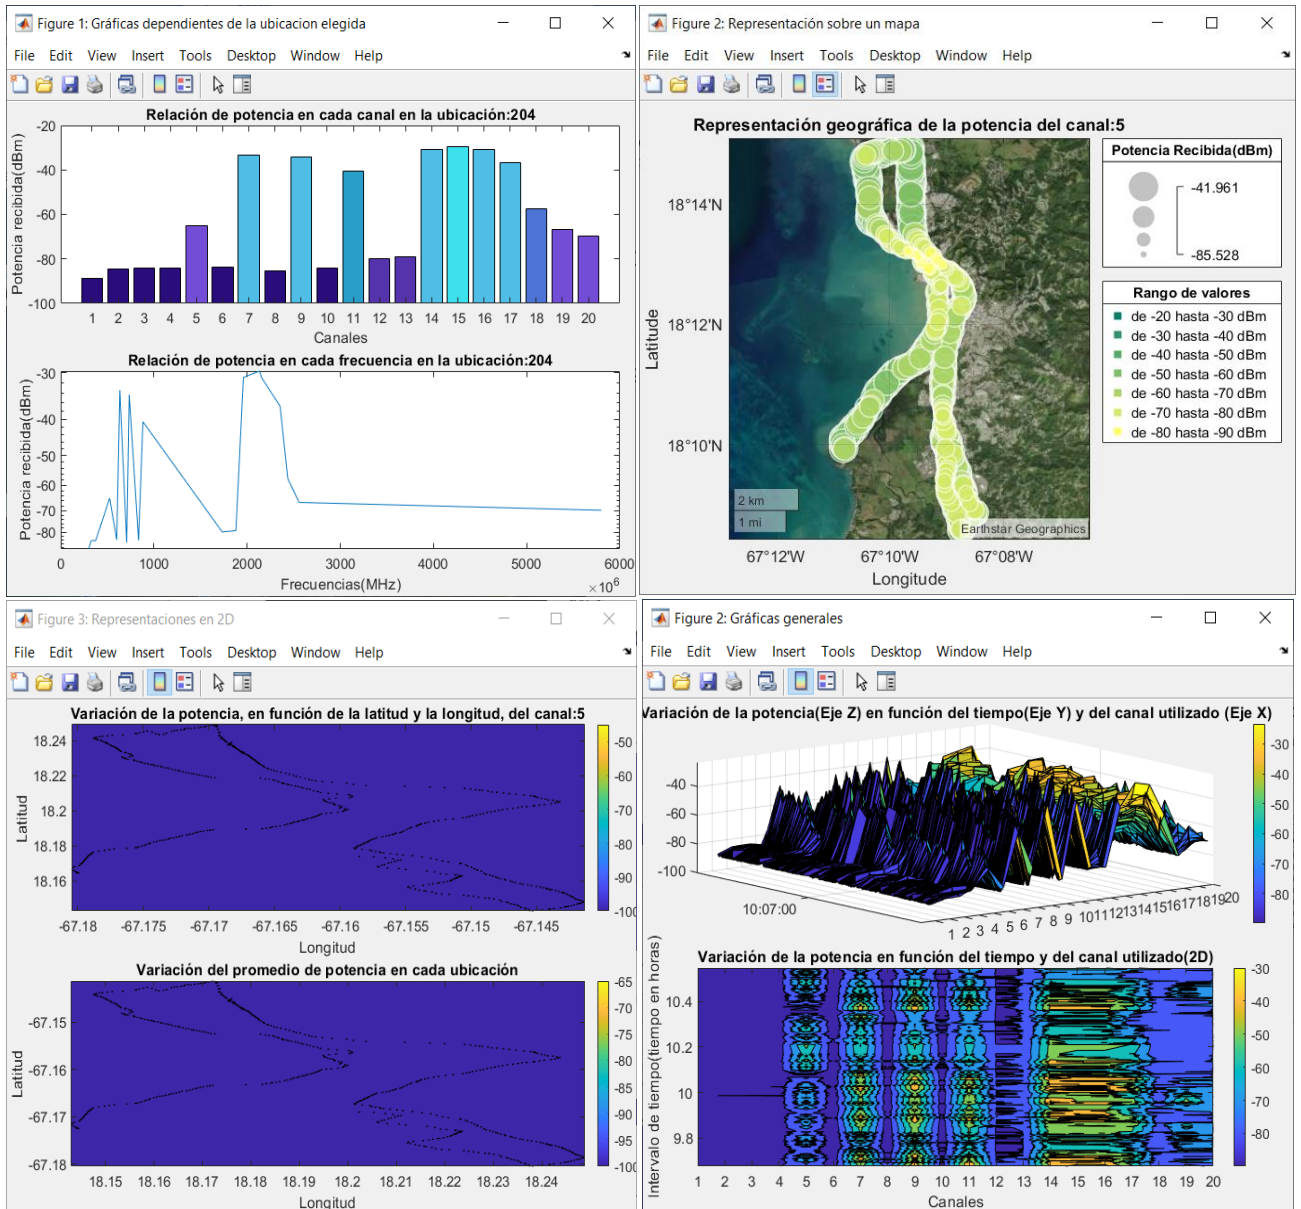 Figure 1: Gráficas dependientes de la ubicacion elegida
File Edit View Insert Tools Desktop Window Help
Relación de potencia en cada canal en la ubicación:204
Potencia recibida(dBm)
-20
-40
-60
-80
-100
1 2 3 4 5 6 7 8 9 10 11 12 13 14 15 16 17 18 19 20
Canales
Relación de potencia en cada frecuencia en la ubicación:204
Potencia recibida(dBm)
-30
-40
-50
-60
-70
-80
0 1000 2000 3000 4000 5000 6000
Frecuencias(MHz)
×10^6
Figure 2: Representación sobre un mapa
File Edit View Insert Tools Desktop Window Help
Representación geográfica de la potencia del canal:5
Latitude
18°14'N
18°12'N
18°10'N
2 km
1 mi
Earthstar Geographics
67°12'W 67°10'W 67°08'W
Longitude
Potencia Recibida(dBm)
-41.961
-85.528
Rango de valores
de -20 hasta -30 dBm
de -30 hasta -40 dBm
de -40 hasta -50 dBm
de -50 hasta -60 dBm
de -60 hasta -70 dBm
de -70 hasta -80 dBm
de -80 hasta -90 dBm
Figure 3: Representaciones en 2D
File Edit View Insert Tools Desktop Window Help
Variación de la potencia, en función de la latitud y la longitud, del canal:5
Latitud
18.24
18.22
18.2
18.18
18.16
-67.18 -67.175 -67.17 -67.165 -67.16 -67.155 -67.15 -67.145
Longitud
-50
-60
-70
-80
-90
-100
Variación del promedio de potencia en cada ubicación
Latitud
-67.15
-67.16
-67.17
-67.18
18.15 18.16 18.17 18.18 18.19 18.2 18.21 18.22 18.23 18.24
Longitud
-65
-70
-75
-80
-85
-90
-95
-100
Figure 2: Gráficas generales
File Edit View Insert Tools Desktop Window Help
Variación de la potencia(Eje Z) en función del tiempo(Eje Y) y del canal utilizado (Eje X)
-40
-60
-80
-100
10:07:00
1 2 3 4 5 6 7 8 9 10 11 12 13 14 15 16 17 18 19 20
-30
-40
-50
-60
-70
-80
Variación de la potencia en función del tiempo y del canal utilizado(2D)
Intervalo de tiempo(tiempo en horas)
10.4
10.2
10
9.8
1 2 3 4 5 6 7 8 9 10 11 12 13 14 15 16 17 18 19 20
Canales
-30
-40
-50
-60
-70
-80